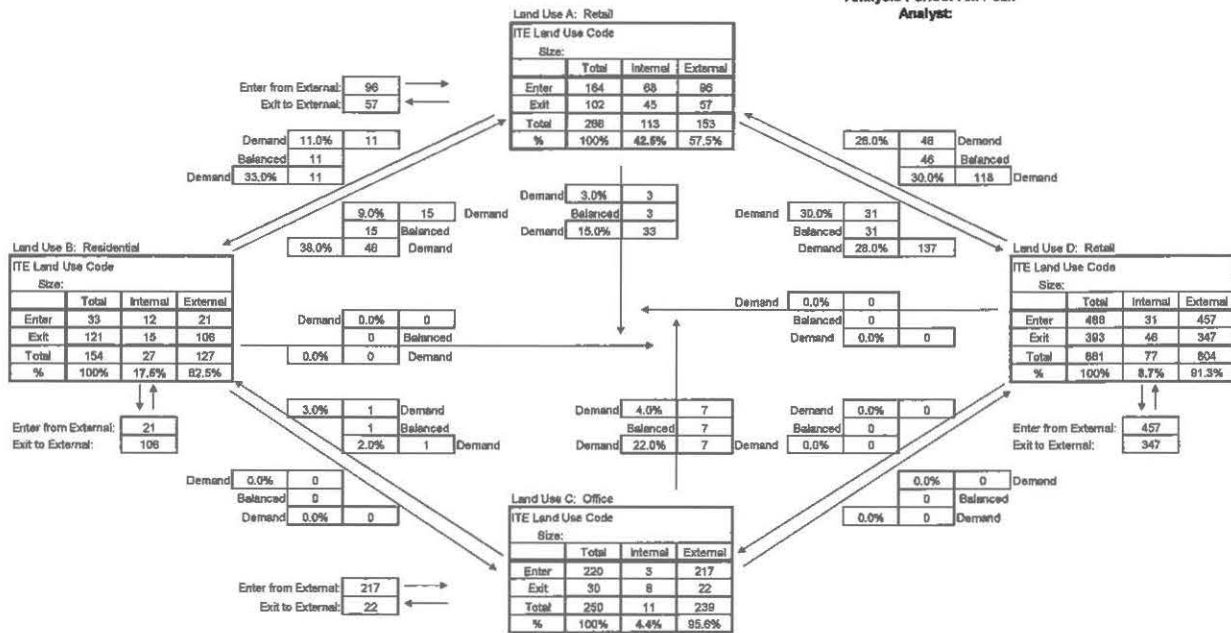 Analyst:
Land Use A: Retail
ITE Land Use Code
Size:
Total Internal External
Enter 164 68 96
Exit 102 45 57
Total 266 113 153
% 100% 42.5% 57.5%
Enter from External: 96
Exit to External: 57
Demand 11.0% 11
Balanced 11
Demand 33.0% 11
28.0% 46 Demand
46 Balanced
30.0% 118 Demand
Demand 3.0% 3
Balanced 3
Demand 15.0% 33
9.0% 15 Demand
15 Balanced
38.0% 46 Demand
Demand 30.0% 31
Balanced 31
Demand 28.0% 137
Land Use B: Residential
ITE Land Use Code
Size:
Total Internal External
Enter 33 12 21
Exit 121 15 106
Total 154 27 127
% 100% 17.5% 82.5%
Enter from External: 21
Exit to External: 106
Land Use D: Retail
ITE Land Use Code
Size:
Total Internal External
Enter 488 31 457
Exit 393 46 347
Total 881 77 804
% 100% 8.7% 91.3%
Enter from External: 457
Exit to External: 347
Demand 0.0% 0
0 Balanced
0.0% 0 Demand
Demand 0.0% 0
Balanced 0
Demand 0.0% 0
3.0% 1 Demand
1 Balanced
2.0% 1 Demand
Demand 4.0% 7
Balanced 7
Demand 22.0% 7
Demand 0.0% 0
Balanced 0
Demand 0.0% 0
Demand 0.0% 0
Balanced 0
Demand 0.0% 0
0.0% 0 Demand
0 Balanced
0.0% 0 Demand
Land Use C: Office
ITE Land Use Code
Size:
Total Internal External
Enter 220 3 217
Exit 30 8 22
Total 250 11 239
% 100% 4.4% 95.6%
Enter from External: 217
Exit to External: 22